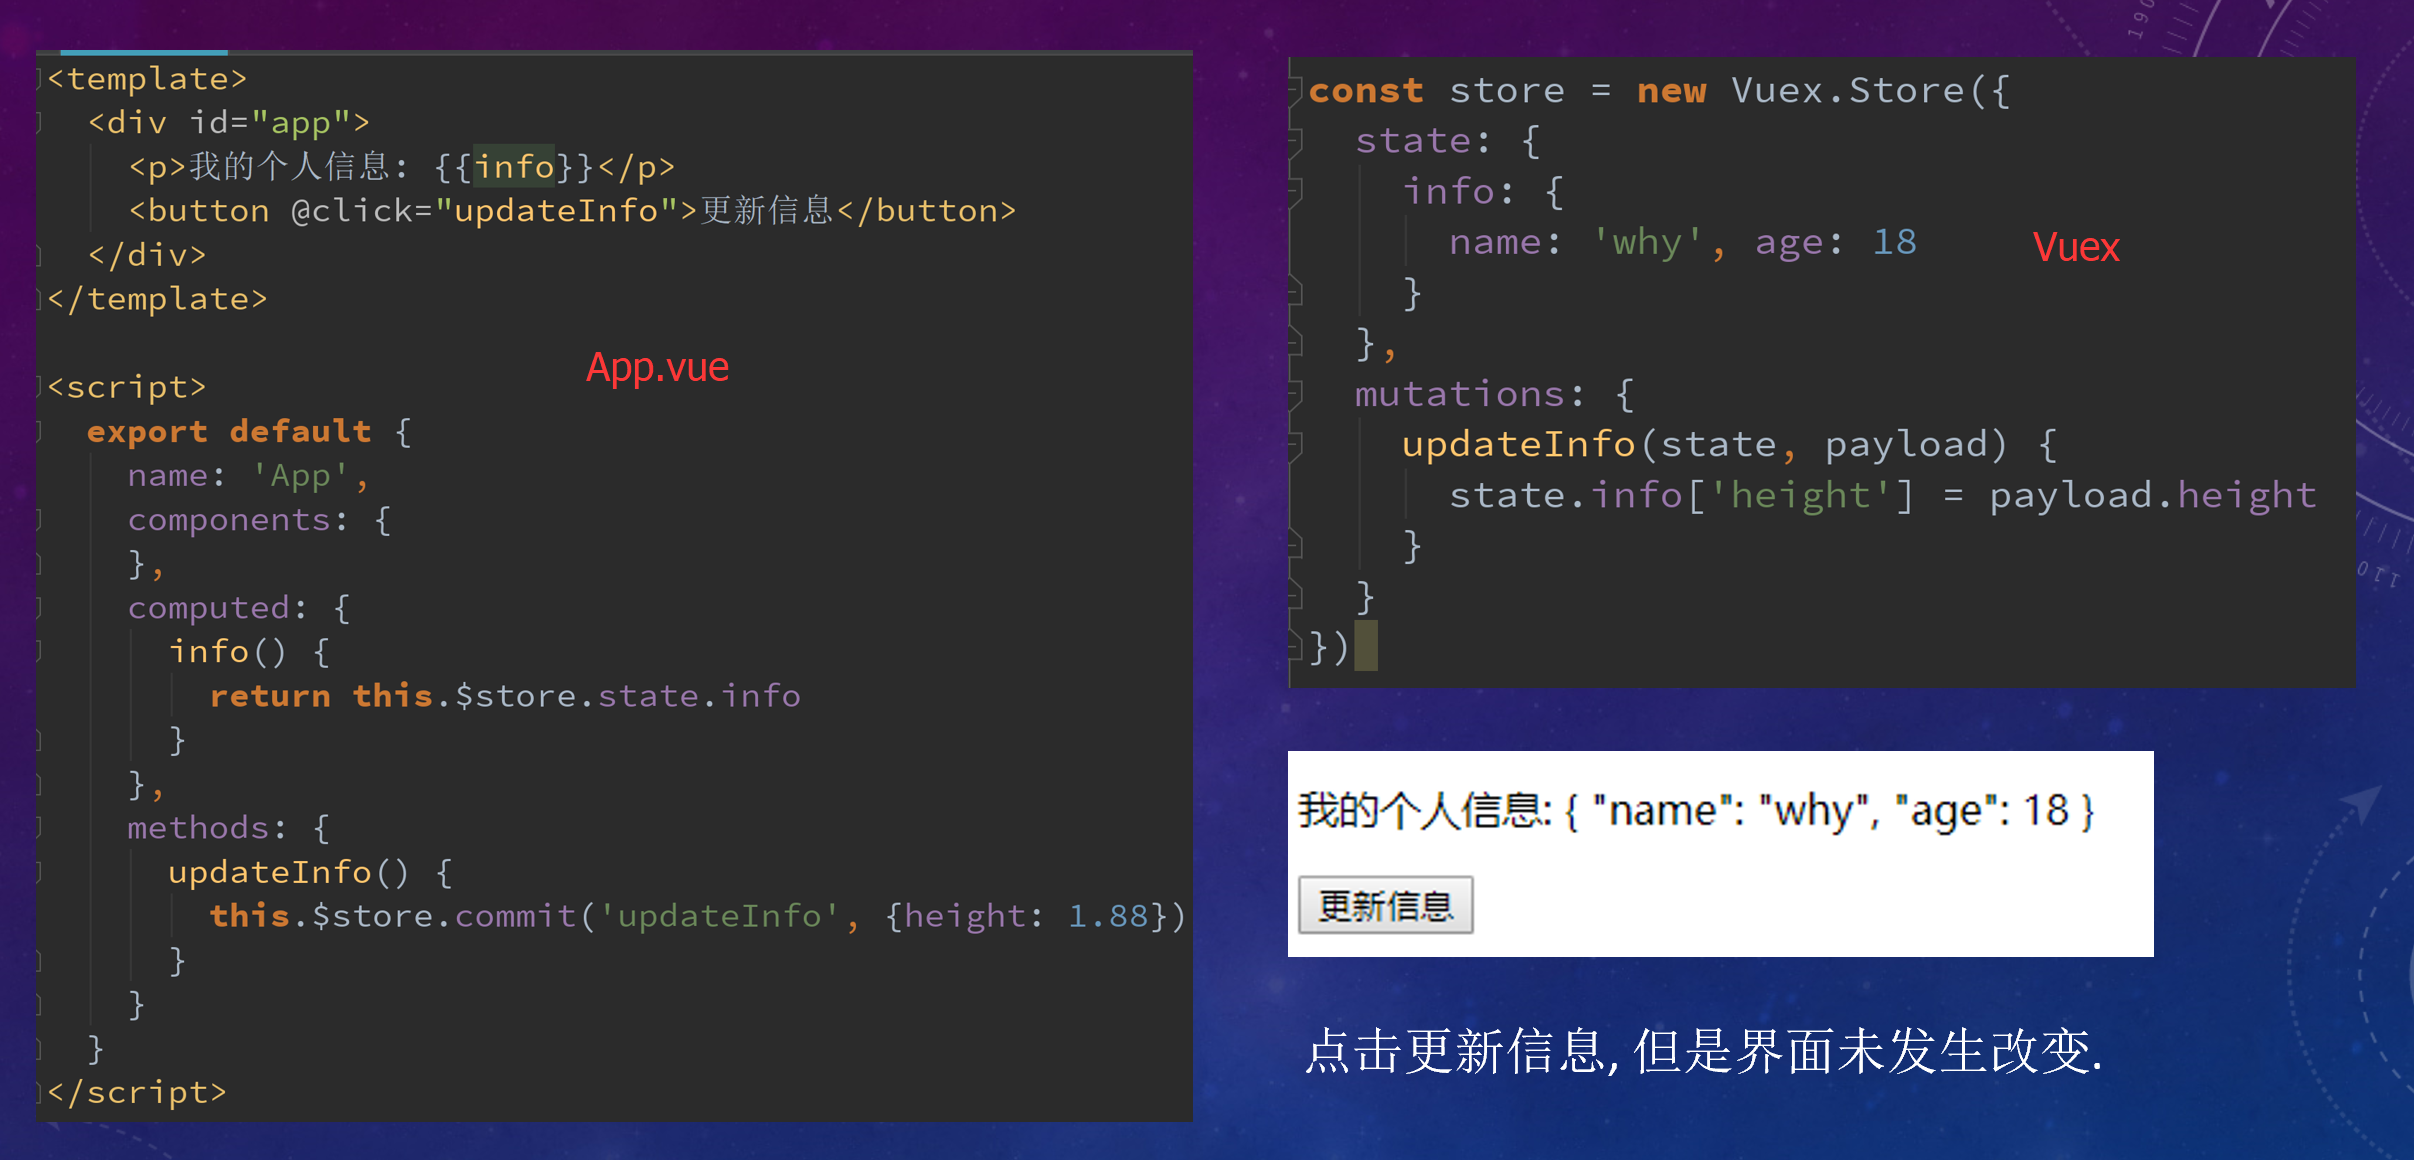 <template>
<div id="app">
<p>我的个人信息: {{info}}</p>
<button @click="updateInfo">更新信息</button>
</div>
</template>
App.vue
<script>
export default {
name: 'App',
components: {
},
computed: {
info() {
return this.$store.state.info
}
},
methods: {
updateInfo() {
this.$store.commit('updateInfo', {height: 1.88})
}
}
}
</script>
const store = new Vuex.Store({
state: {
info: {
name: 'why', age: 18
Vuex
}
},
mutations: {
updateInfo(state, payload) {
state.info['height'] = payload.height
}
}
})
我的个人信息: { "name": "why", "age": 18 }
更新信息
点击更新信息, 但是界面未发生改变.
190
110